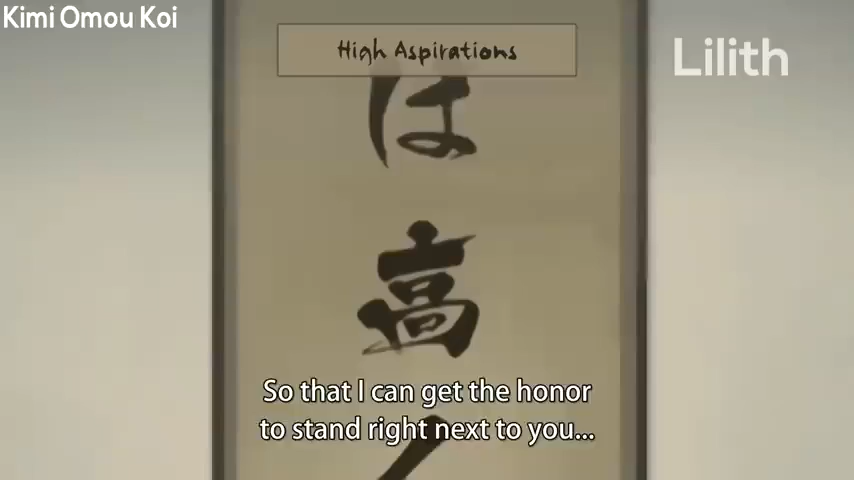 Kimi Omou Koi
Lilith
High Aspirations
は
高
So that I can get the honor
to stand right next to you...